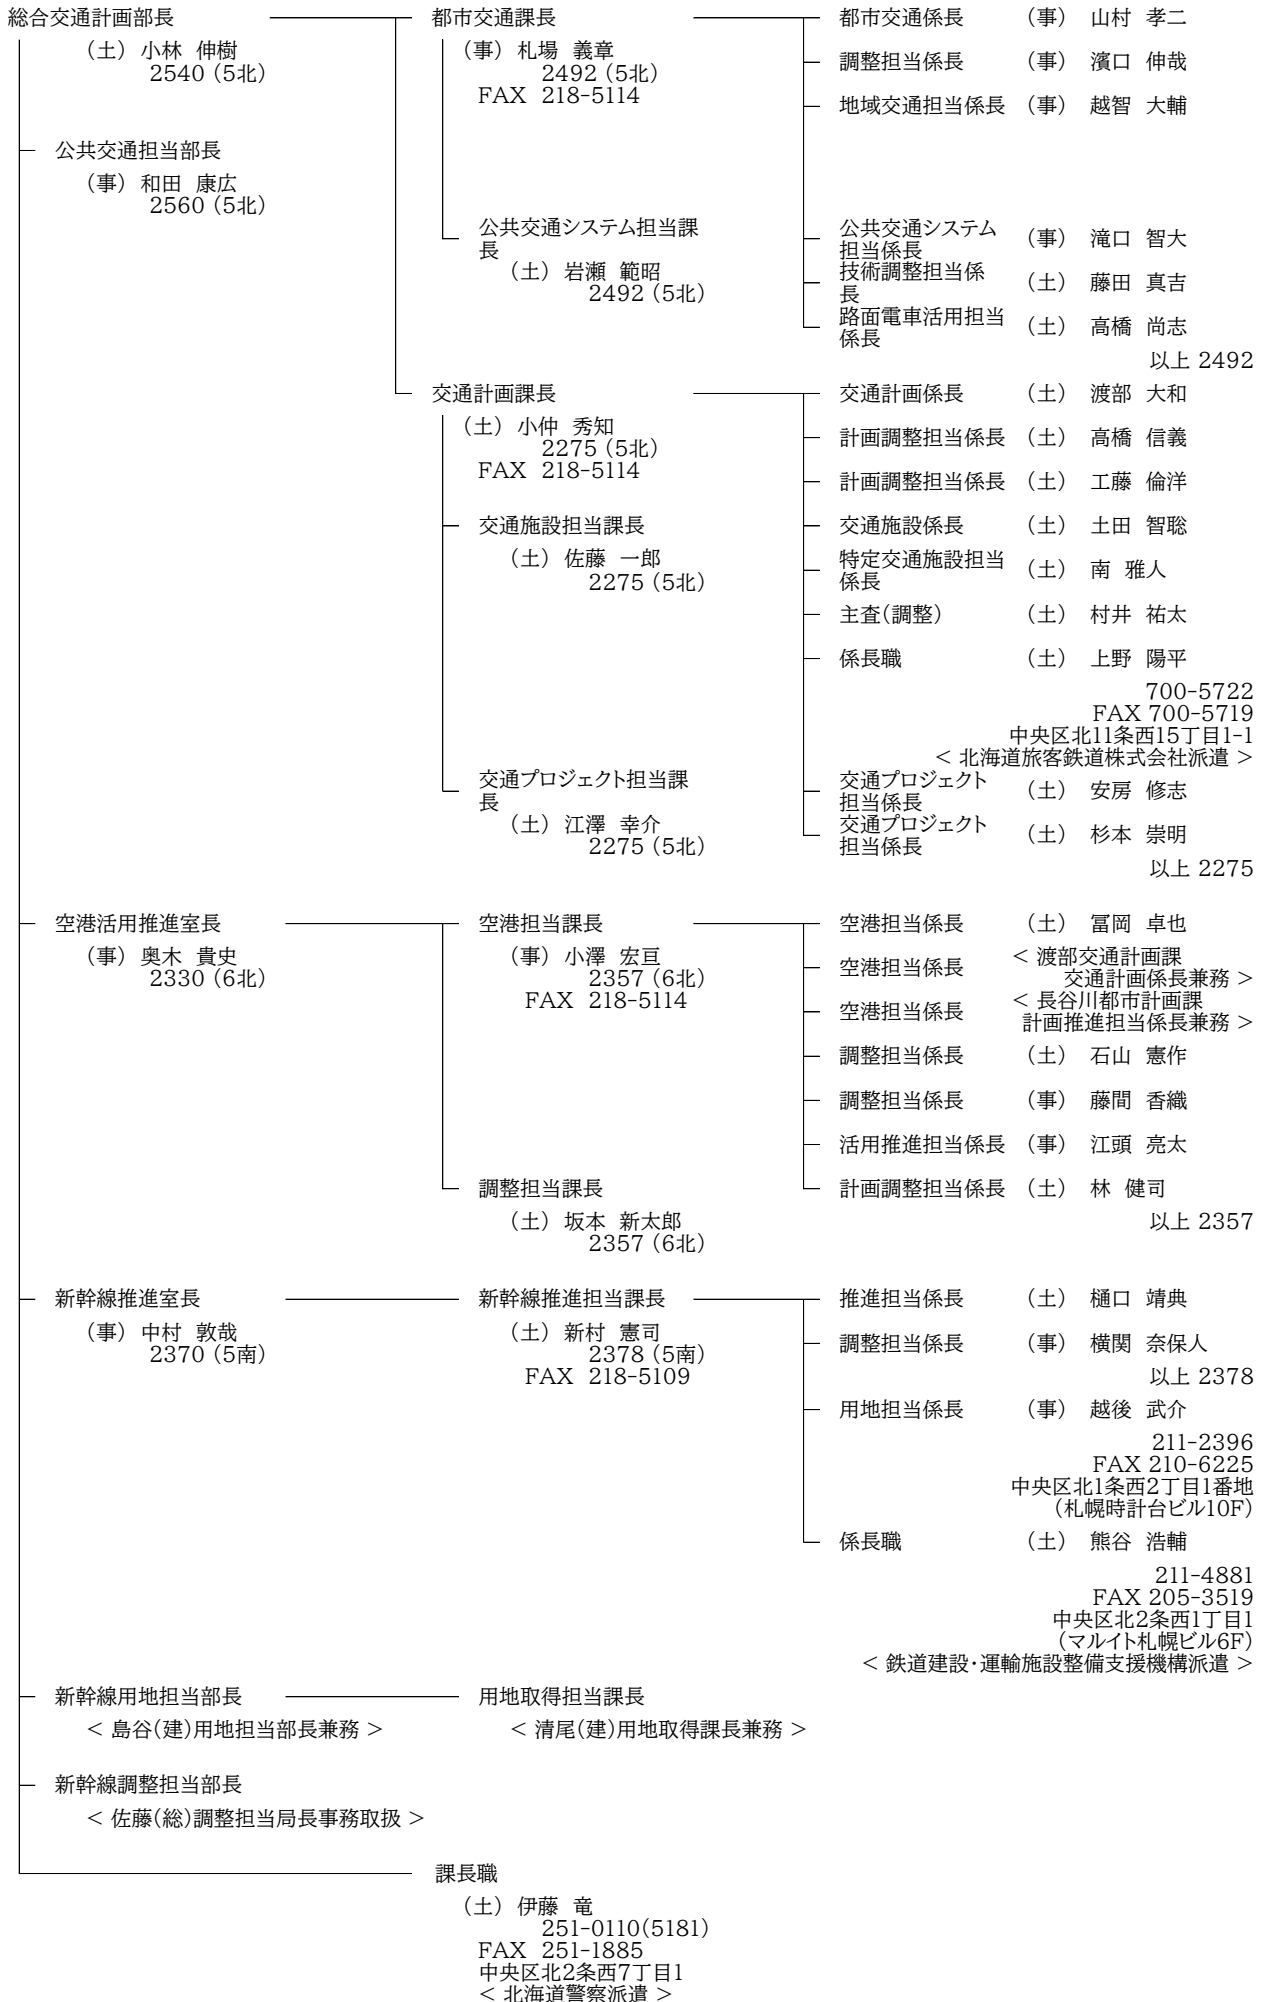 総合交通計画部長
（土） 小林 伸樹
2540 (5北)
公共交通担当部長
（事） 和田 康広
2560 (5北)
都市交通課長
（事） 札場 義章
2492 (5北)
FAX 218-5114
都市交通係長 （事） 山村 孝二
調整担当係長 （事） 濱口 伸哉
地域交通担当係長 （事） 越智 大輔
公共交通システム担当課
長
（土） 岩瀬 範昭
2492 (5北)
公共交通システム
担当係長 （事） 滝口 智大
技術調整担当係
長 （土） 藤田 真吉
路面電車活用担当
係長 （土） 高橋 尚志
以上 2492
交通計画課長
（土） 小仲 秀知
2275 (5北)
FAX 218-5114
交通施設担当課長
（土） 佐藤 一郎
2275 (5北)
交通計画係長 （土） 渡部 大和
計画調整担当係長 （土） 高橋 信義
計画調整担当係長 （土） 工藤 倫洋
交通施設係長 （土） 土田 智聡
特定交通施設担当
係長 （土） 南 雅人
主査(調整) （土） 村井 祐太
係長職 （土） 上野 陽平
700-5722
FAX 700-5719
中央区北11条西15丁目1-1
< 北海道旅客鉄道株式会社派遣 >
交通プロジェクト担当課
長
（土） 江澤 幸介
2275 (5北)
交通プロジェクト
担当係長 （土） 安房 修志
交通プロジェクト
担当係長 （土） 杉本 崇明
以上 2275
空港活用推進室長
（事） 奥木 貴史
2330 (6北)
空港担当課長
（事） 小澤 宏亘
2357 (6北)
FAX 218-5114
空港担当係長 （土） 冨岡 卓也
空港担当係長 < 渡部交通計画課
交通計画係長兼務 >
空港担当係長 < 長谷川都市計画課
計画推進担当係長兼務 >
調整担当係長 （土） 石山 憲作
調整担当係長 （事） 藤間 香織
活用推進担当係長 （事） 江頭 亮太
調整担当課長
（土） 坂本 新太郎
2357 (6北)
計画調整担当係長 （土） 林 健司
以上 2357
新幹線推進室長
（事） 中村 敦哉
2370 (5南)
新幹線推進担当課長
（土） 新村 憲司
2378 (5南)
FAX 218-5109
推進担当係長 （土） 樋口 靖典
調整担当係長 （事） 横関 奈保人
以上 2378
用地担当係長 （事） 越後 武介
211-2396
FAX 210-6225
中央区北1条西2丁目1番地
(札幌時計台ビル10F)
係長職 （土） 熊谷 浩輔
211-4881
FAX 205-3519
中央区北2条西1丁目1
(マルイト札幌ビル6F)
< 鉄道建設・運輸施設整備支援機構派遣 >
新幹線用地担当部長
< 島谷(建)用地担当部長兼務 >
用地取得担当課長
< 清尾(建)用地取得課長兼務 >
新幹線調整担当部長
< 佐藤(総)調整担当局長事務取扱 >
課長職
（土） 伊藤 竜
251-0110(5181)
FAX 251-1885
中央区北2条西7丁目1
< 北海道警察派遣 >